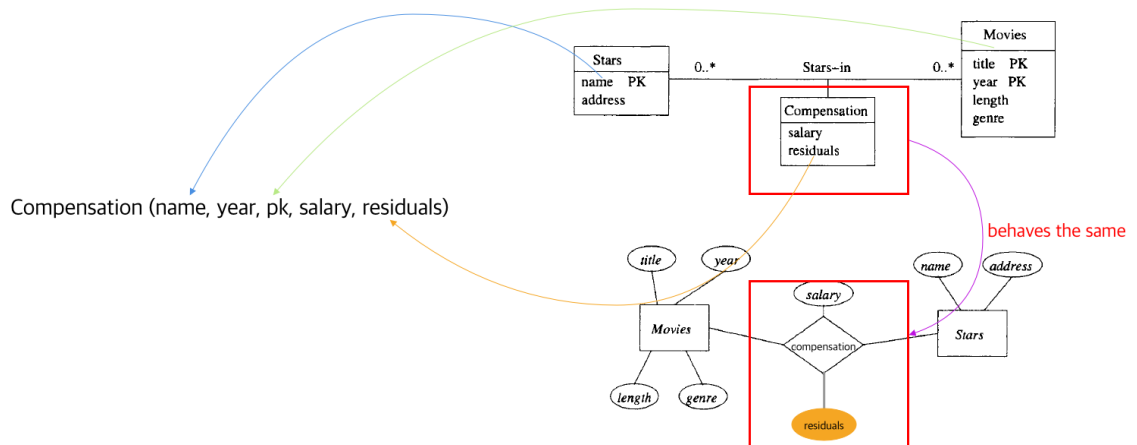 Stars
name PK
address
0..*
Stars-in
0..*
Movies
title PK
year PK
length
genre
Compensation
salary
residuals
Compensation (name, year, pk, salary, residuals)
behaves the same
title
year
Movies
length
genre
salary
compensation
residuals
name
address
Stars